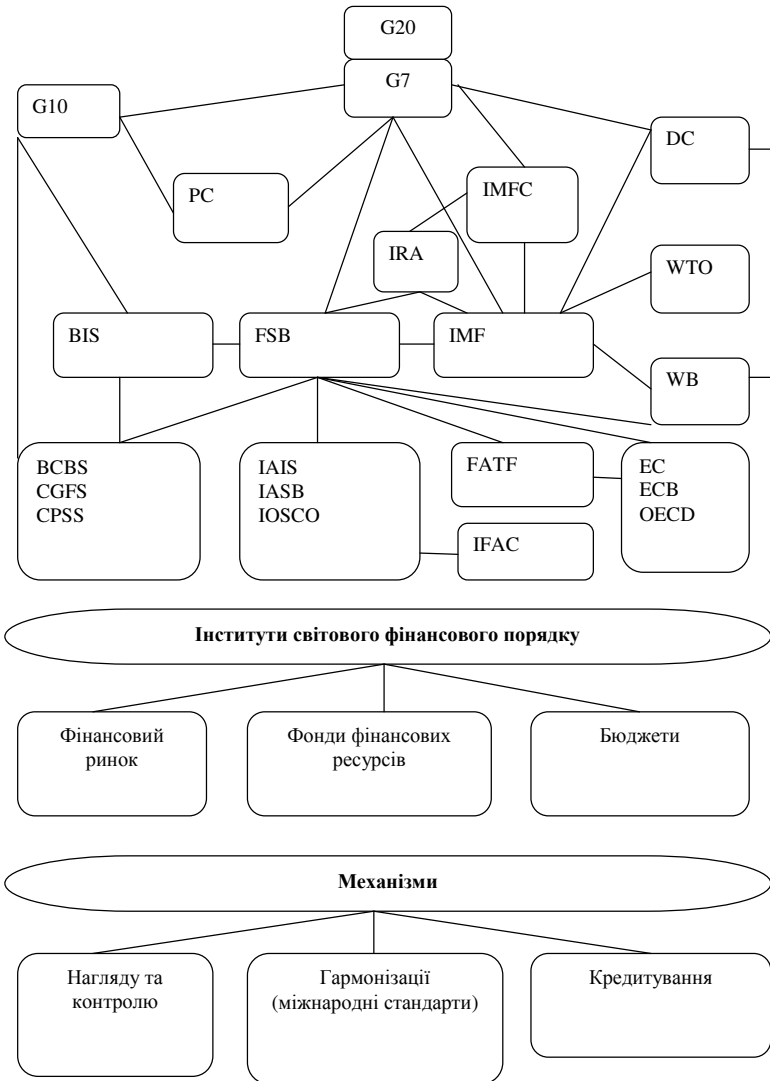 G20
G7
G10
DC
PC
IMFC
IRA
WTO
BIS
FSB
IMF
WB
BCBS
CGFS
CPSS
IAIS
IASB
IOSCO
FATF
IFAC
EC
ECB
OECD
Інститути світового фінансового порядку
Фінансовий
ринок
Фонди фінансових
ресурсів
Бюджети
Механізми
Нагляду та
контролю
Гармонізації
(міжнародні стандарти)
Кредитування